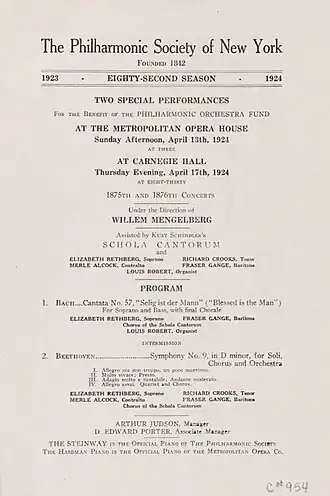 The Philharmonic Society of New York
FOUNDED 1842
1923 - EIGHTY-SECOND SEASON - 1924
TWO SPECIAL PERFORMANCES
FOR THE BENEFIT OF THE PHILHARMONIC ORCHESTRA FUND
AT THE METROPOLITAN OPERA HOUSE
Sunday Afternoon, April 13th, 1924
AT THREE
AT CARNEGIE HALL
Thursday Evening, April 17th, 1924
AT EIGHT-THIRTY
1875TH AND 1876TH CONCERTS
Under the Direction of
WILLEM MENGELBERG
Assisted by KURT SCHINDLER'S
SCHOLA CANTORUM
and
ELIZABETH RETHBERG, Soprano RICHARD CROOKS, Tenor
MERLE ALCOCK, Contralto FRASER GANGE, Baritone
LOUIS ROBERT, Organist
PROGRAM
1. BACH....Cantata No. 57, "Selig ist der Mann" ("Blessed is the Man")
For Soprano and Bass, with final Chorale
ELIZABETH RETHBERG, Soprano FRASER GANGE, Baritone
Chorus of the Schola Cantorum
LOUIS ROBERT, Organist
INTERMISSION
2. BEETHOVEN....................Symphony No. 9, in D minor, for Soli,
Chorus and Orchestra
I. Allegro ma non troppo, un poco maestoso.
II. Molto vivace; Presto.
III. Adagio molto e cantabile; Andante moderato.
IV. Allegro assai. Quartet and Chorus.
ELIZABETH RETHBERG, Soprano RICHARD CROOKS, Tenor
MERLE ALCOCK, Contralto FRASER GANGE, Baritone
Chorus of the Schola Cantorum
ARTHUR JUDSON, Manager
D. EDWARD PORTER, Associate Manager
THE STEINWAY IS THE OFFICIAL PIANO OF THE PHILHARMONIC SOCIETY
THE HARDMAN PIANO IS THE OFFICIAL PIANO OF THE METROPOLITAN OPERA CO.
C#954